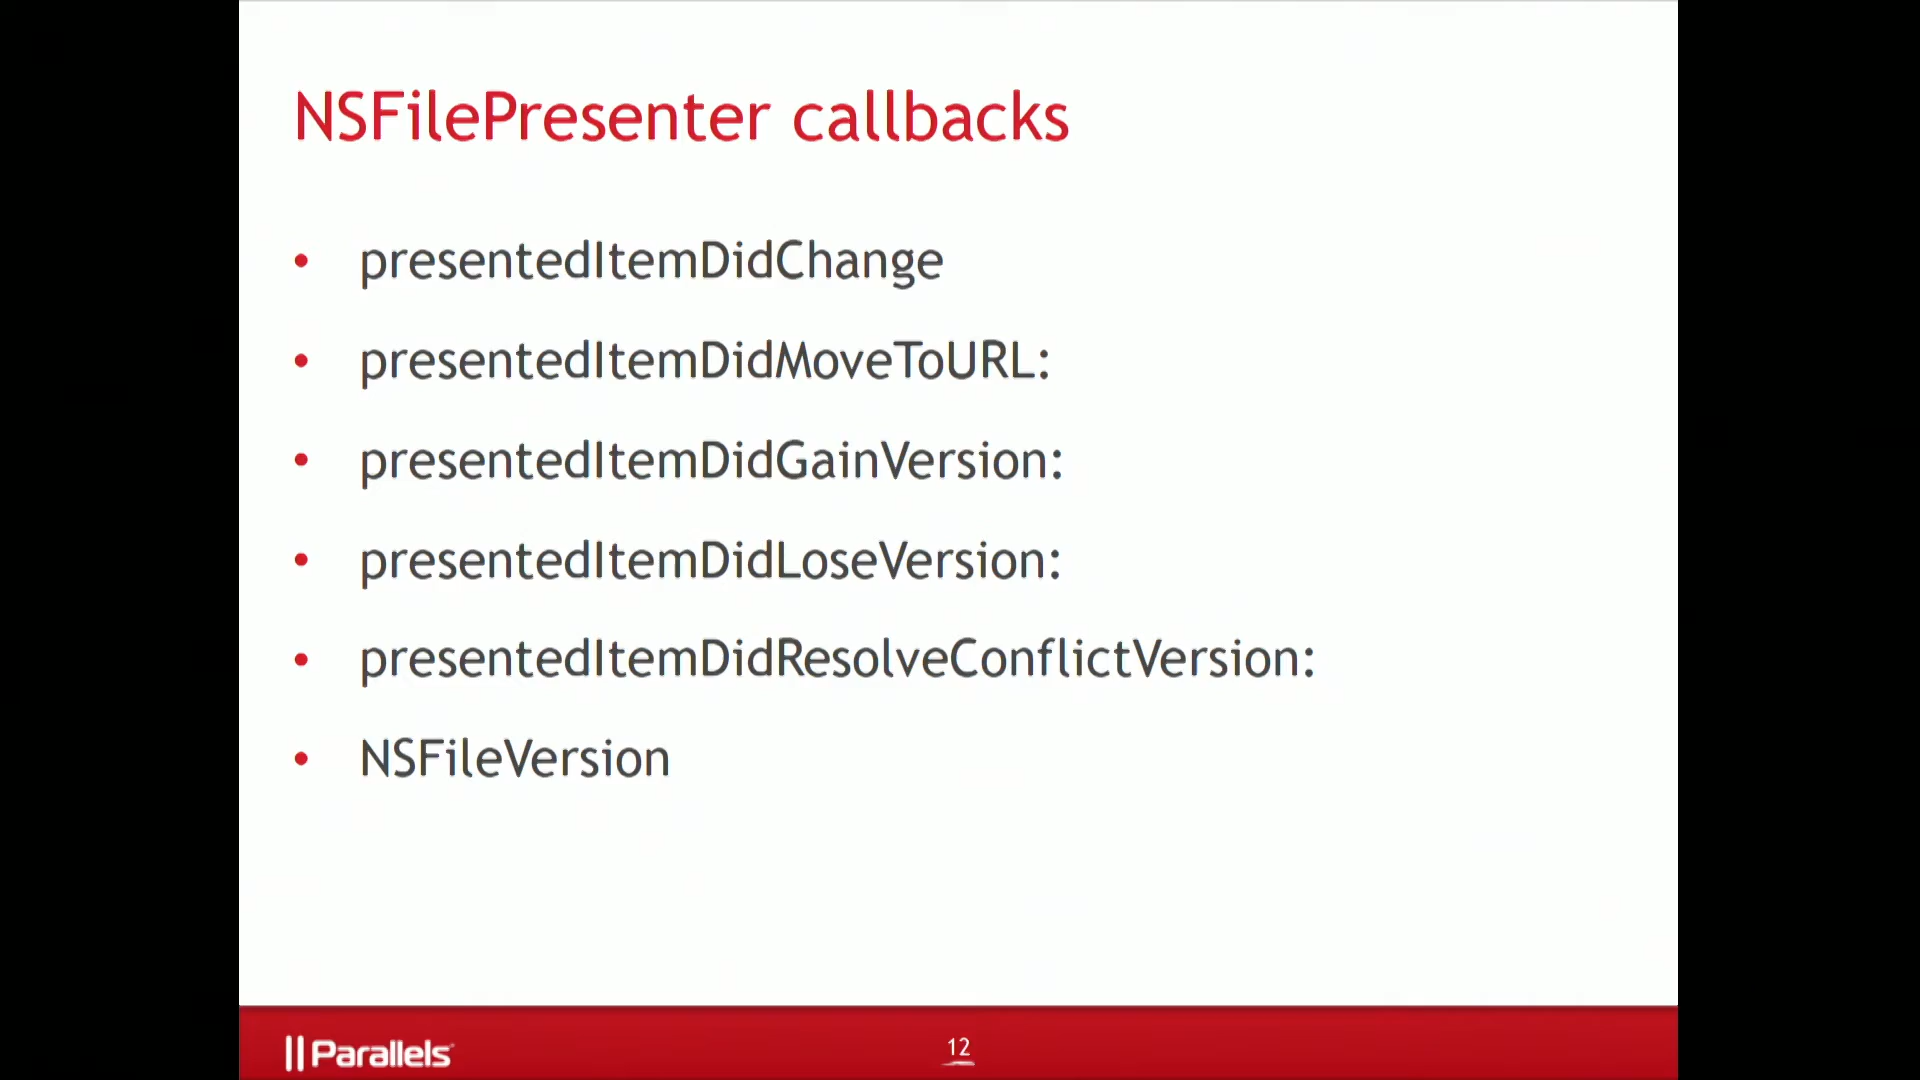 NSFilePresenter callbacks
• presentedItemDidChange
• presentedItemDidMoveToURL:
• presentedItemDidGainVersion:
• presentedItemDidLoseVersion:
• presentedItemDidResolveConflictVersion:
• NSFileVersion
Parallels
12